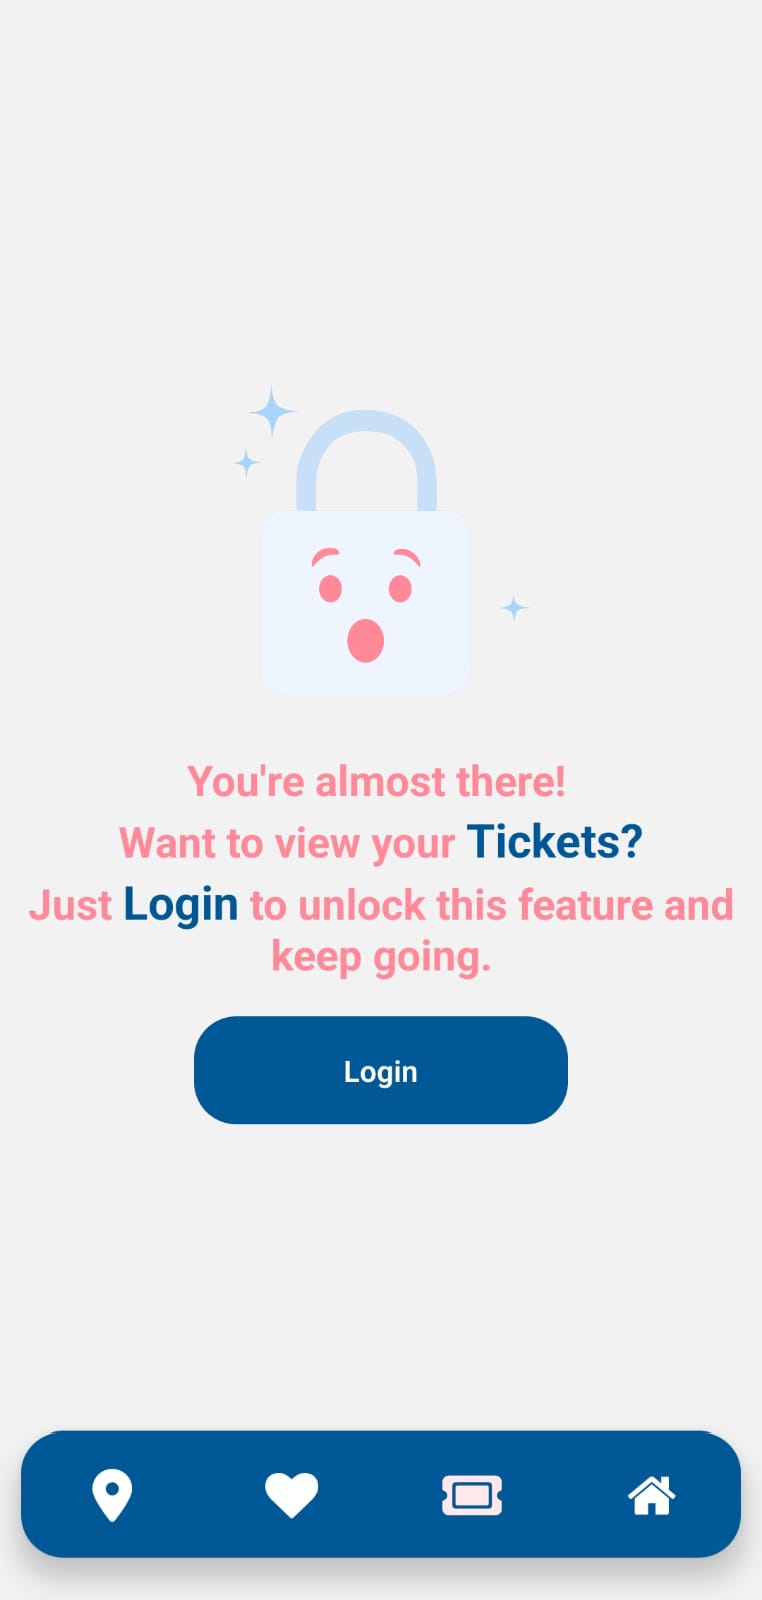 You're almost there!
Want to view your Tickets?
Just Login to unlock this feature and
keep going.
Login